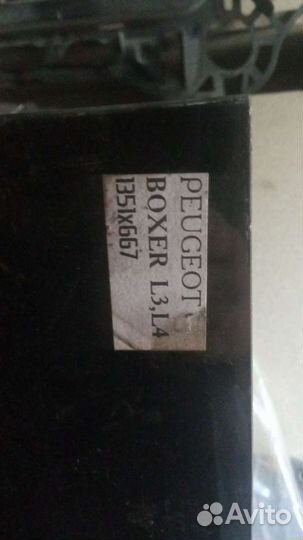 PEUGEOT
BOXER L3,L4
1351x667
Avito